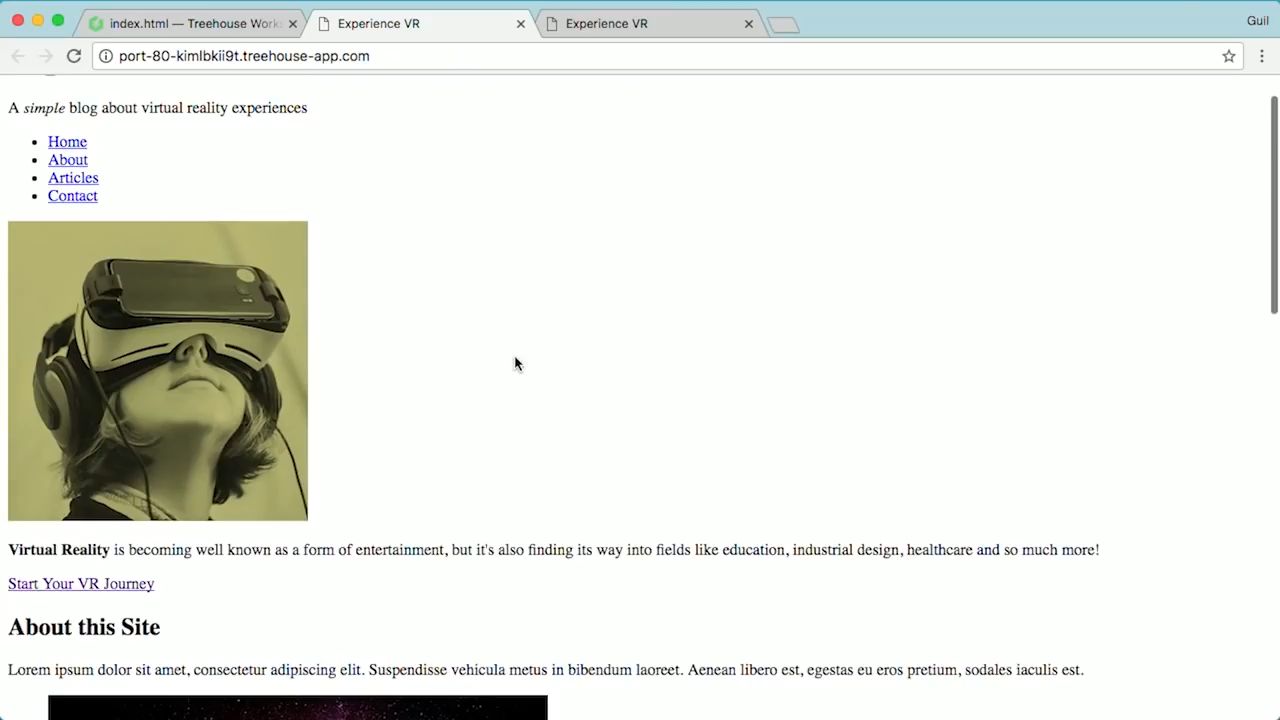 index.html — Treehouse Works
Experience VR
Experience VR
Guil
port-80-kimlbkii9t.treehouse-app.com
A simple blog about virtual reality experiences
Home
About
Articles
Contact
Virtual Reality is becoming well known as a form of entertainment, but it's also finding its way into fields like education, industrial design, healthcare and so much more!
Start Your VR Journey
About this Site
Lorem ipsum dolor sit amet, consectetur adipiscing elit. Suspendisse vehicula metus in bibendum laoreet. Aenean libero est, egestas eu eros pretium, sodales iaculis est.